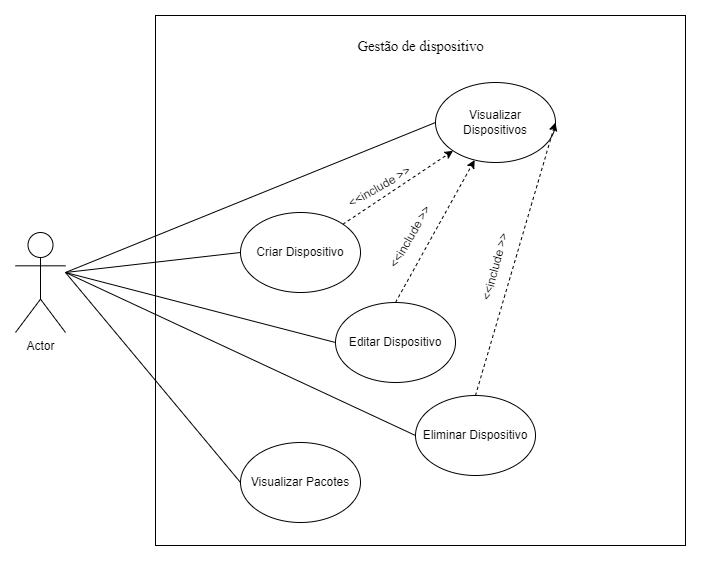 Gestão de dispositivo
Visualizar
Dispositivos
<<include >>
Criar Dispositivo
<<include >>
<<include >>
Editar Dispositivo
Actor
Eliminar Dispositivo
Visualizar Pacotes